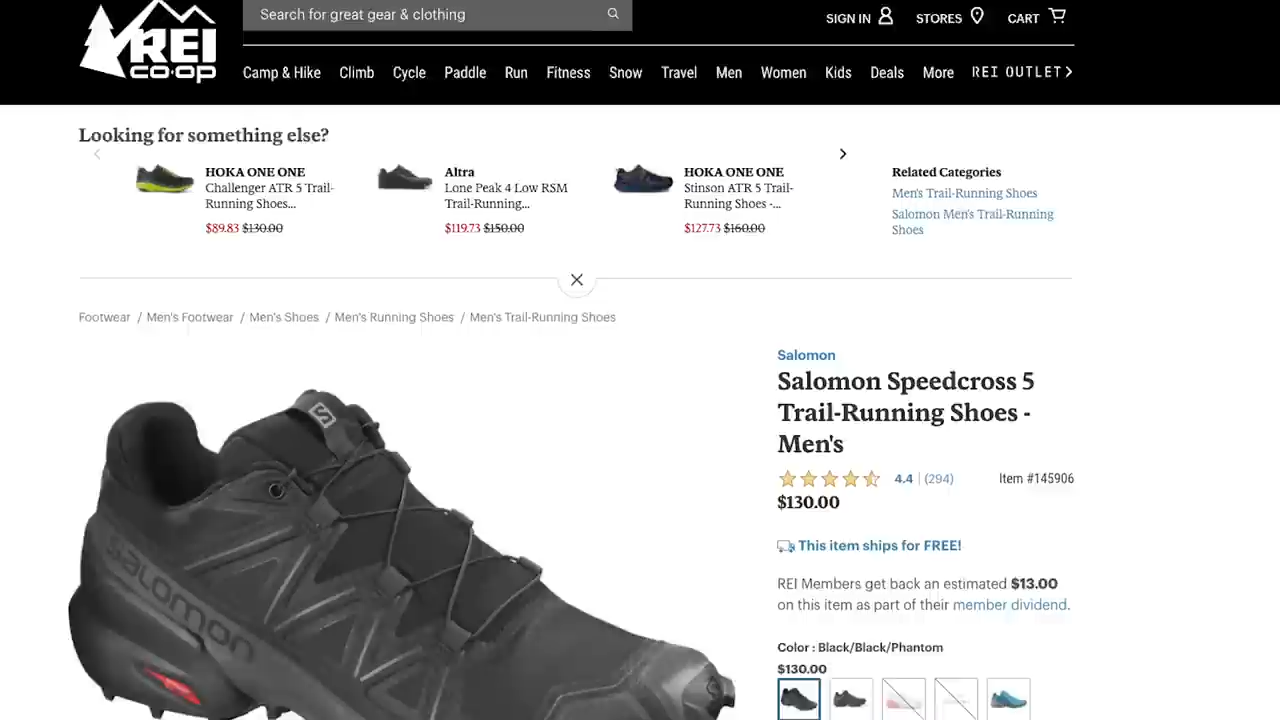 Search for great gear & clothing
SIGN IN
STORES
CART
REI
CO·OP
Camp & Hike
Climb
Cycle
Paddle
Run
Fitness
Snow
Travel
Men
Women
Kids
Deals
More
REI OUTLET
Looking for something else?
HOKA ONE ONE
Challenger ATR 5 Trail-
Running Shoes...
$89.83 $130.00
Altra
Lone Peak 4 Low RSM
Trail-Running...
$119.73 $150.00
HOKA ONE ONE
Stinson ATR 5 Trail-
Running Shoes -...
$127.73 $160.00
Related Categories
Men's Trail-Running Shoes
Salomon Men's Trail-Running
Shoes
Footwear / Men's Footwear / Men's Shoes / Men's Running Shoes / Men's Trail-Running Shoes
S
salomon
Salomon
Salomon Speedcross 5
Trail-Running Shoes -
Men's
4.4 (294)
Item #145906
$130.00
This item ships for FREE!
REI Members get back an estimated $13.00
on this item as part of their member dividend.
Color : Black/Black/Phantom
$130.00